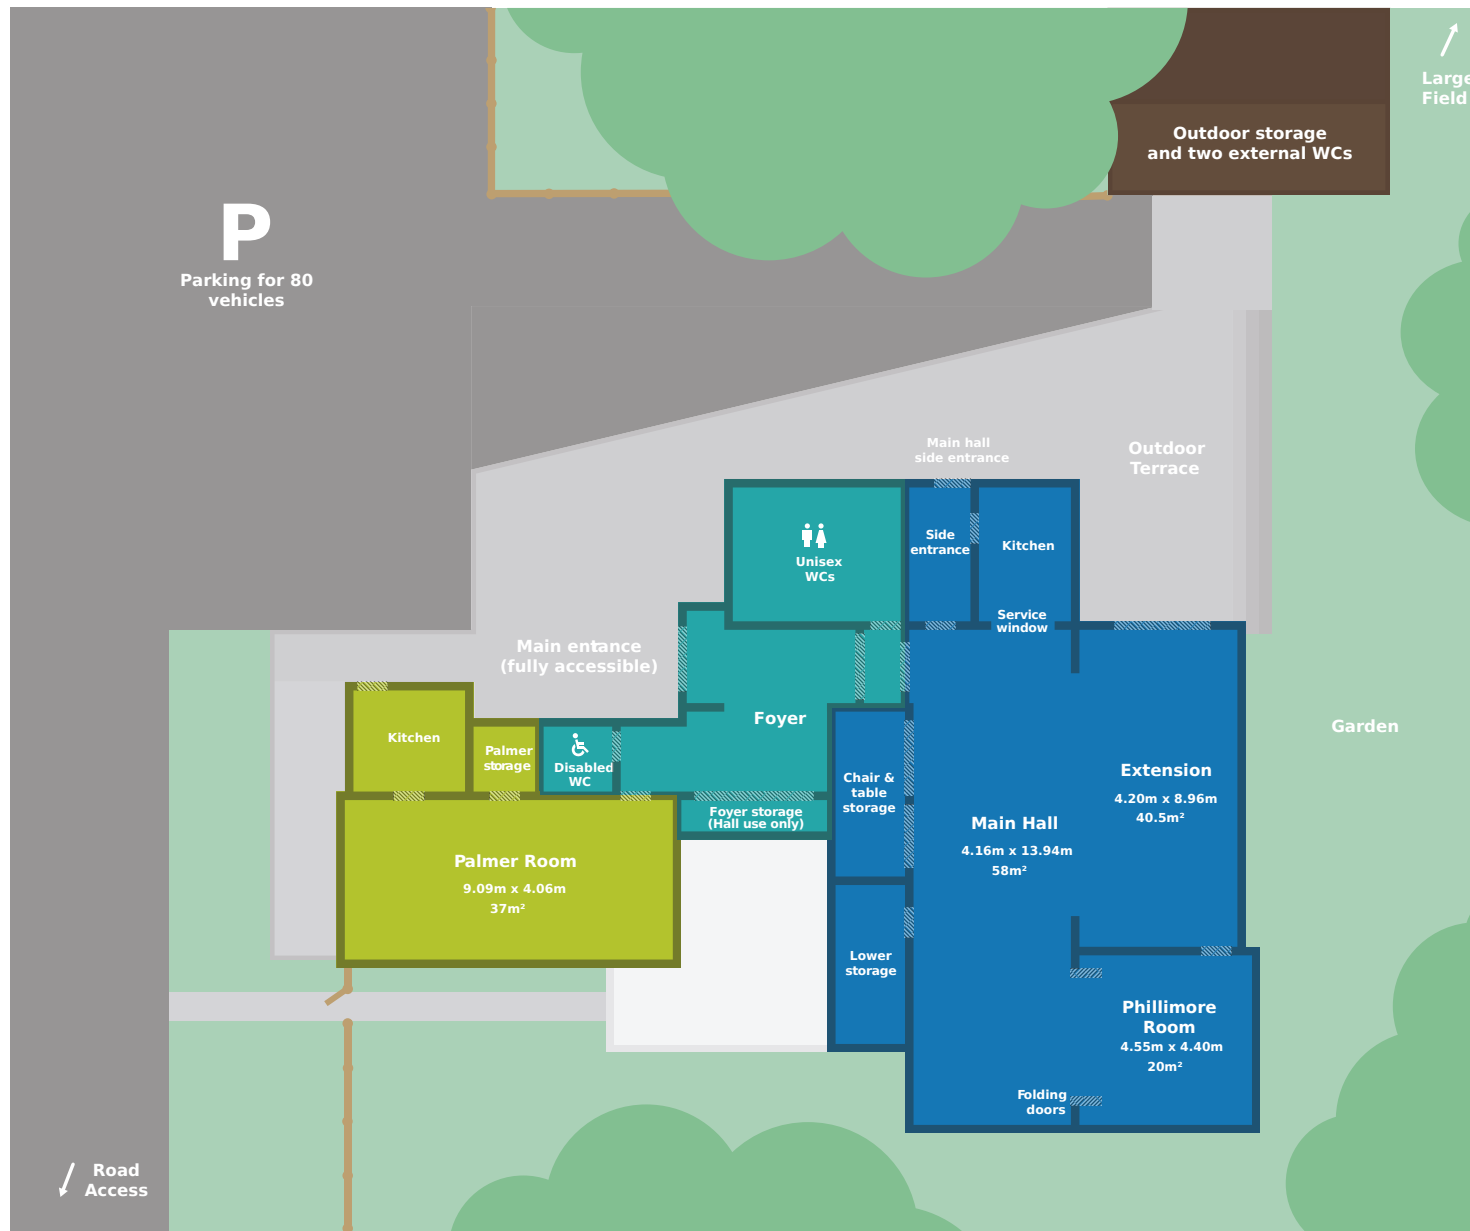 Large
Field
Outdoor storage
and two external WCs
P
Parking for 80
vehicles
Main hall
side entrance
Outdoor
Terrace
Unisex
WCs
Side
entrance
Kitchen
Service
window
Main entance
(fully accessible)
Foyer
Kitchen
Palmer
storage
Disabled
WC
Foyer storage
(Hall use only)
Chair &
table
storage
Garden
Extension
4.20m x 8.96m
40.5m²
Main Hall
4.16m x 13.94m
58m²
Palmer Room
9.09m x 4.06m
37m²
Lower
storage
Phillimore
Room
4.55m x 4.40m
20m²
Folding
doors
Road
Access